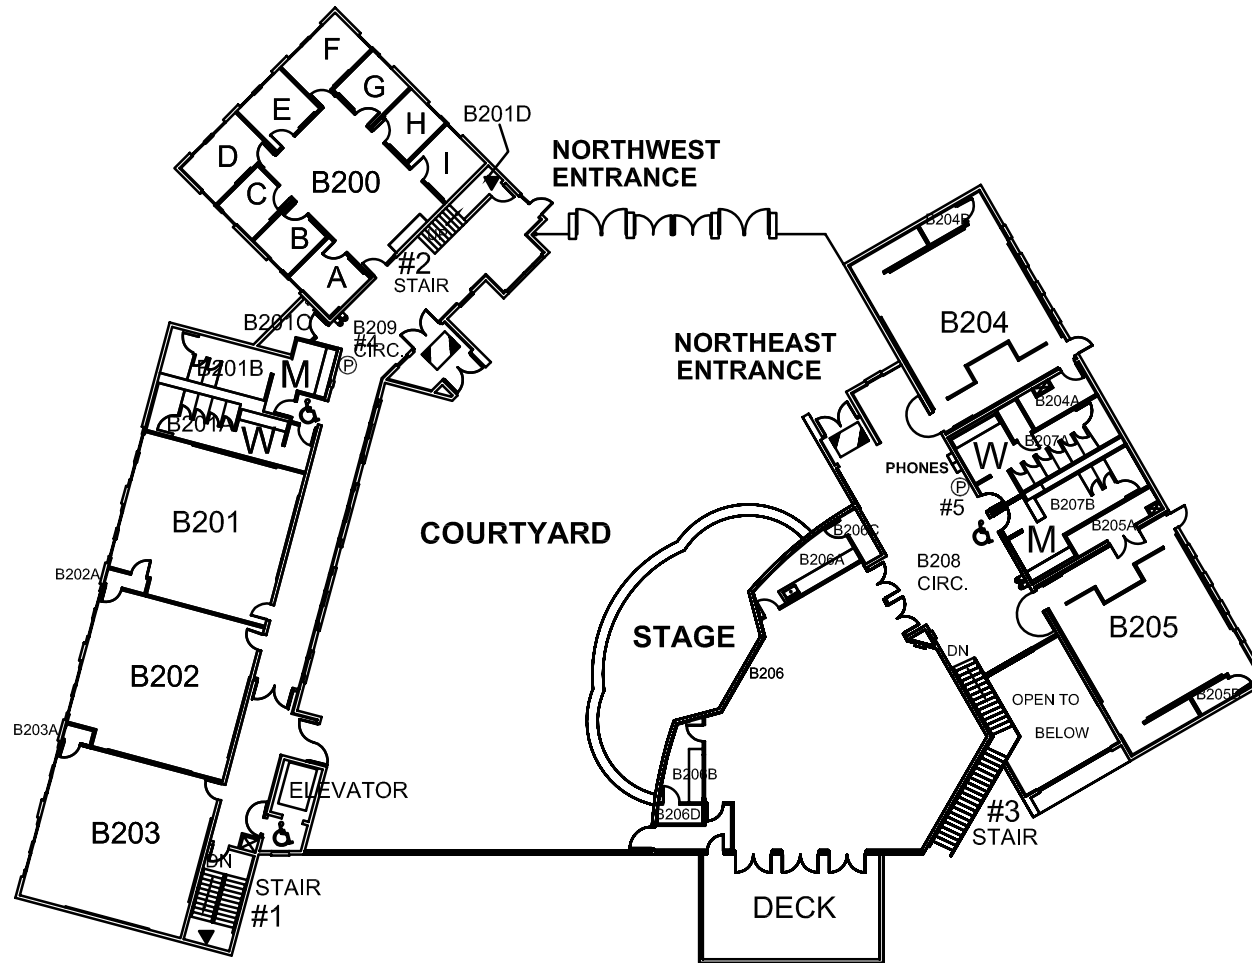 F
G
E
H
B201D
D
I
NORTHWEST
ENTRANCE
B200
C
B204B
B
UP
A
#2
STAIR
B201C
B209
#4
CIRC.
B204
NORTHEAST
ENTRANCE
P
B201B
M
B204A
B201A
W
B207A
W
PHONES
P
#5
B207B
B201
COURTYARD
B206C
B205A
M
B206A
B208
CIRC.
B202A
STAGE
B205
DN
B206
B202
OPEN TO
BELOW
B205B
B203A
B206B
ELEVATOR
B206D
#3
STAIR
B203
DN
STAIR
#1
DECK